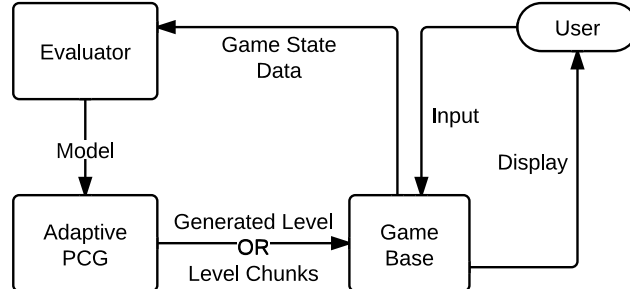 Evaluator
Game State
Data
User
Model
Input
Display
Adaptive
PCG
Generated Level
OR
Level Chunks
Game
Base